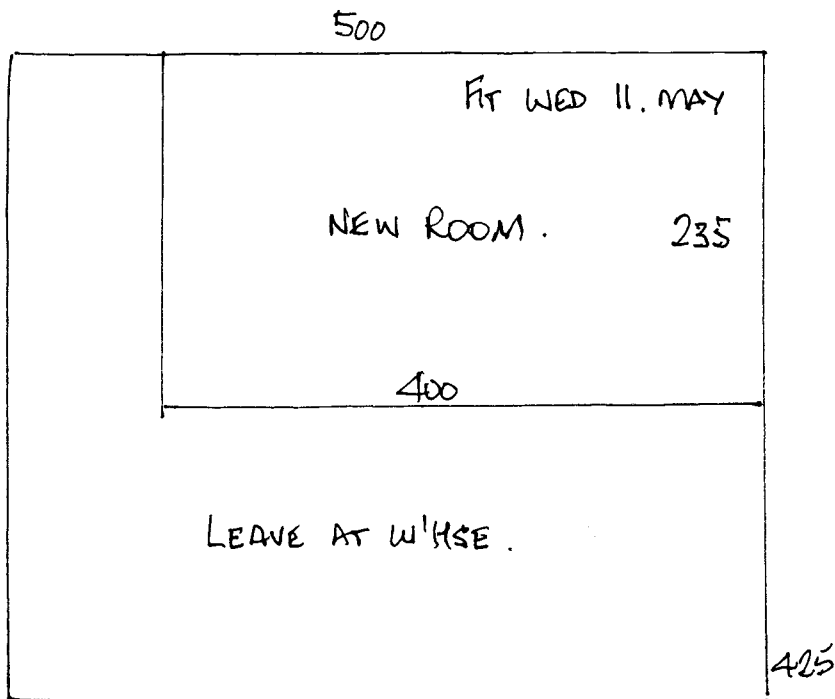 500
FIT WED 11. MAY
NEW ROOM. 235
400
LEAVE AT W'HSE.
425